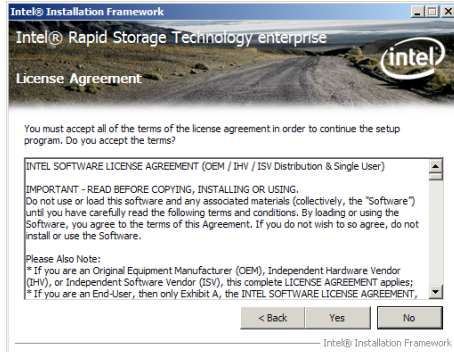 Intel® Installation Framework
Intel® Rapid Storage Technology enterprise
(intel)
License Agreement
You must accept all of the terms of the license agreement in order to continue the setup
program. Do you accept the terms?
INTEL SOFTWARE LICENSE AGREEMENT (OEM / IHV / ISV Distribution & Single User)
IMPORTANT - READ BEFORE COPYING, INSTALLING OR USING.
Do not use or load this software and any associated materials (collectively, the "Software")
until you have carefully read the following terms and conditions. By loading or using the
Software, you agree to the terms of this Agreement. If you do not wish to so agree, do not
install or use the Software.
Please Also Note:
* If you are an Original Equipment Manufacturer (OEM), Independent Hardware Vendor
(IHV), or Independent Software Vendor (ISV), this complete LICENSE AGREEMENT applies;
* If you are an End-User, then only Exhibit A, the INTEL SOFTWARE LICENSE AGREEMENT,
< Back Yes No
Intel® Installation Framework